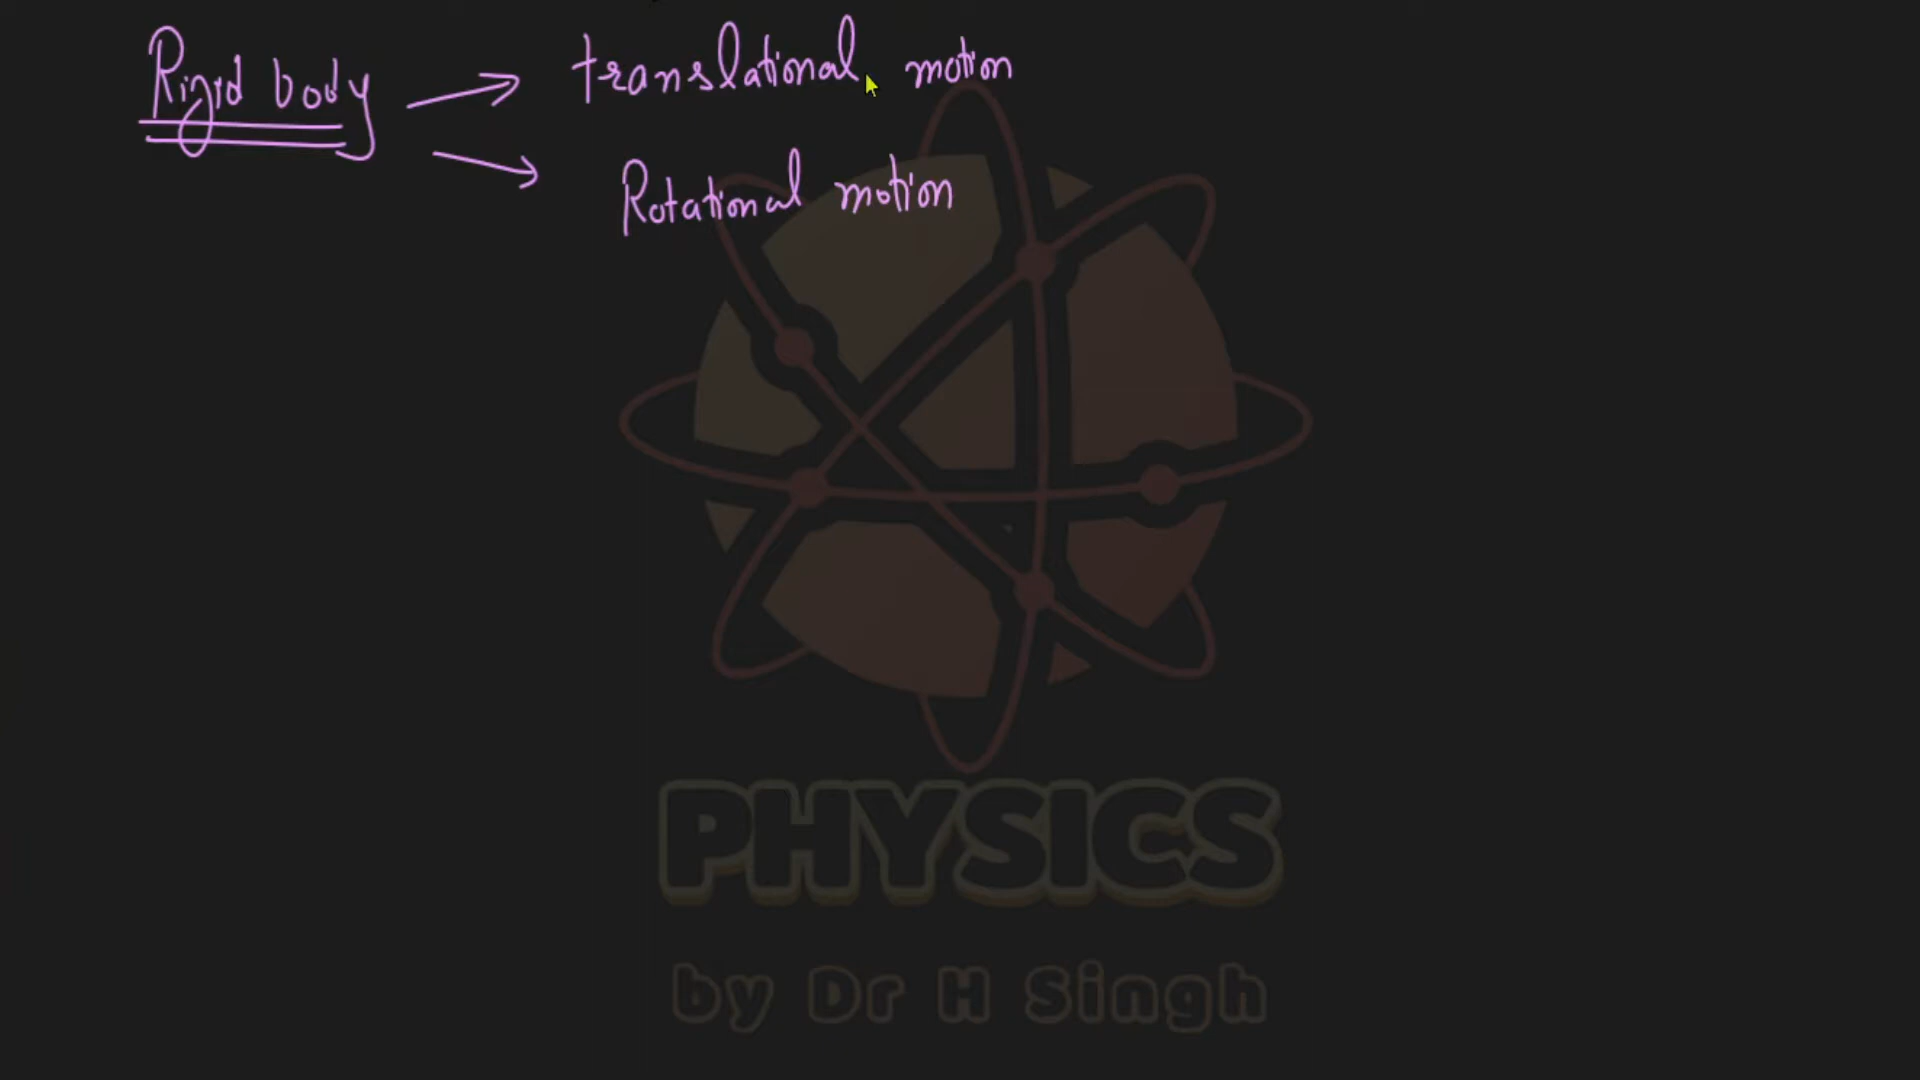 Rigid body → translational motion
→ Rotational motion
PHYSICS
by Dr H Singh